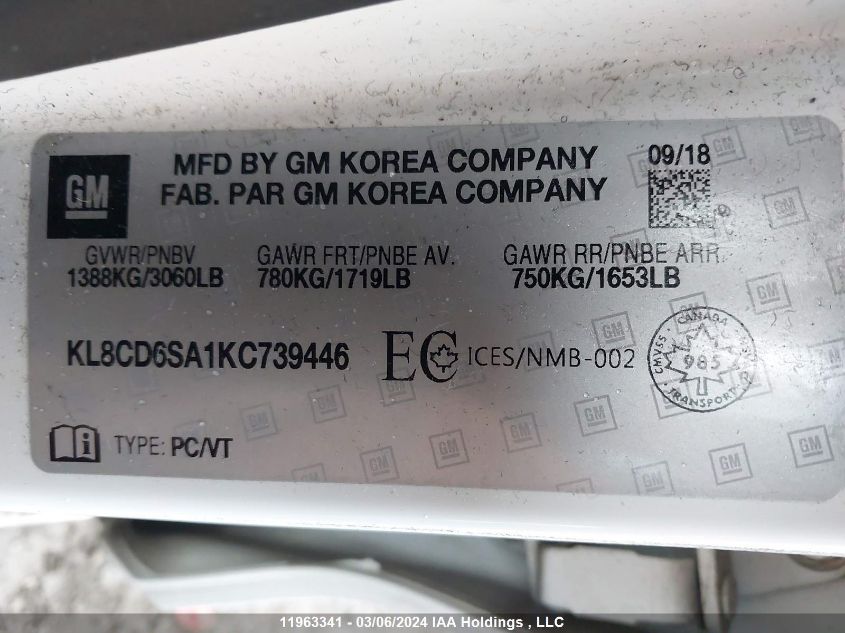 GM
MFD BY GM KOREA COMPANY
FAB. PAR GM KOREA COMPANY
09/18
GVWR/PNBV GAWR FRT/PNBE AV. GAWR RR/PNBE ARR.
1388KG/3060LB 780KG/1719LB 750KG/1653LB
KL8CD6SA1KC739446 EC ICES/NMB-002
CANADA
985
TRANSPORT
TYPE: PC/VT
11963341 - 03/06/2024 IAA Holdings , LLC